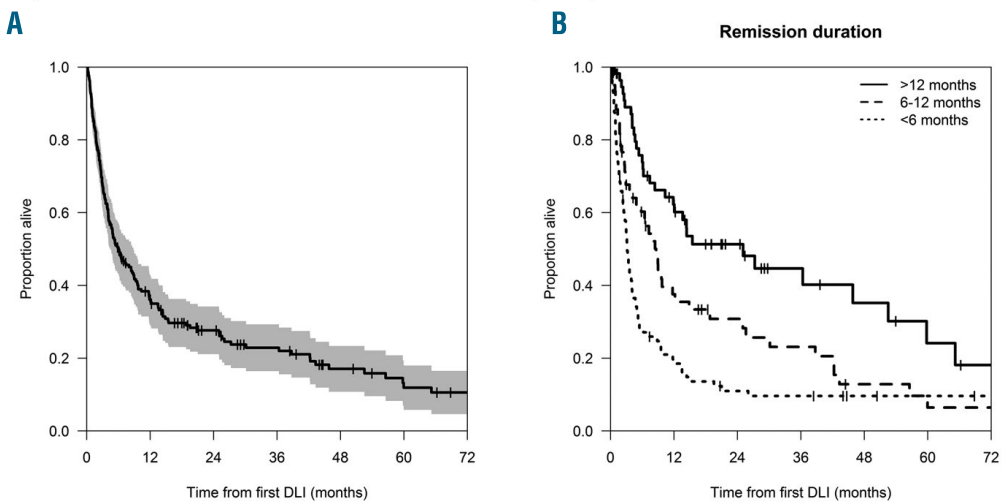 A
B
Remission duration
1.0
0.8
0.6
0.4
0.2
0.0
Proportion alive
0 12 24 36 48 60 72
Time from first DLI (months)
>12 months
6-12 months
<6 months
1.0
0.8
0.6
0.4
0.2
0.0
Proportion alive
0 12 24 36 48 60 72
Time from first DLI (months)